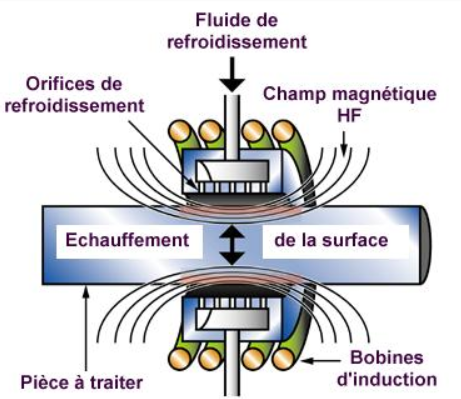 Fluide de
refroidissement
Orifices de
refroidissement
Champ magnétique
HF
Echauffement
de la surface
Pièce à traiter
Bobines
d'induction